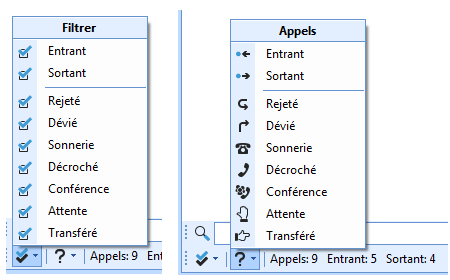 Filtrer
Entrant
Sortant
Rejeté
Dévié
Sonnerie
Décroché
Conférence
Attente
Transféré
? Appels: 9 Ent
Appels
Entrant
Sortant
Rejeté
Dévié
Sonnerie
Décroché
Conférence
Attente
Transféré
? Appels: 9 Entrant: 5 Sortant: 4